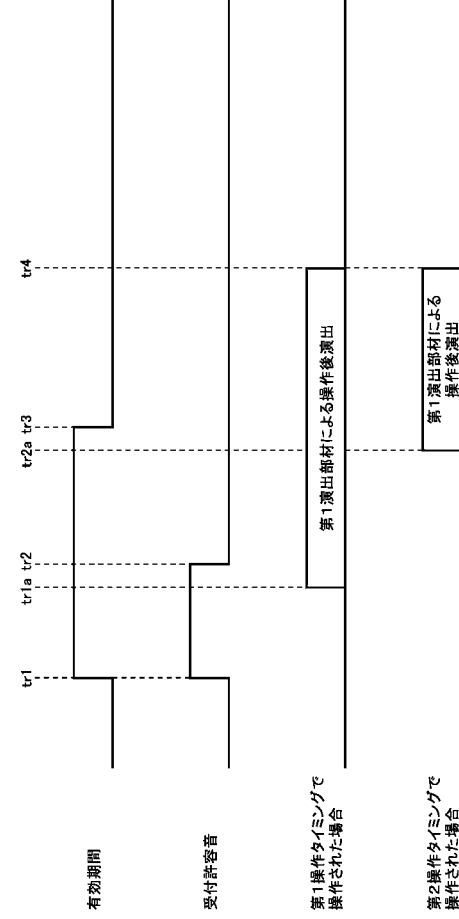 tr1
tr1a
tr2
tr2a
tr3
tr4
有効期間
受付許容音
第1操作タイミングで
操作された場合
第1演出部材による操作後演出
第2操作タイミングで
操作された場合
第1演出部材による
操作後演出